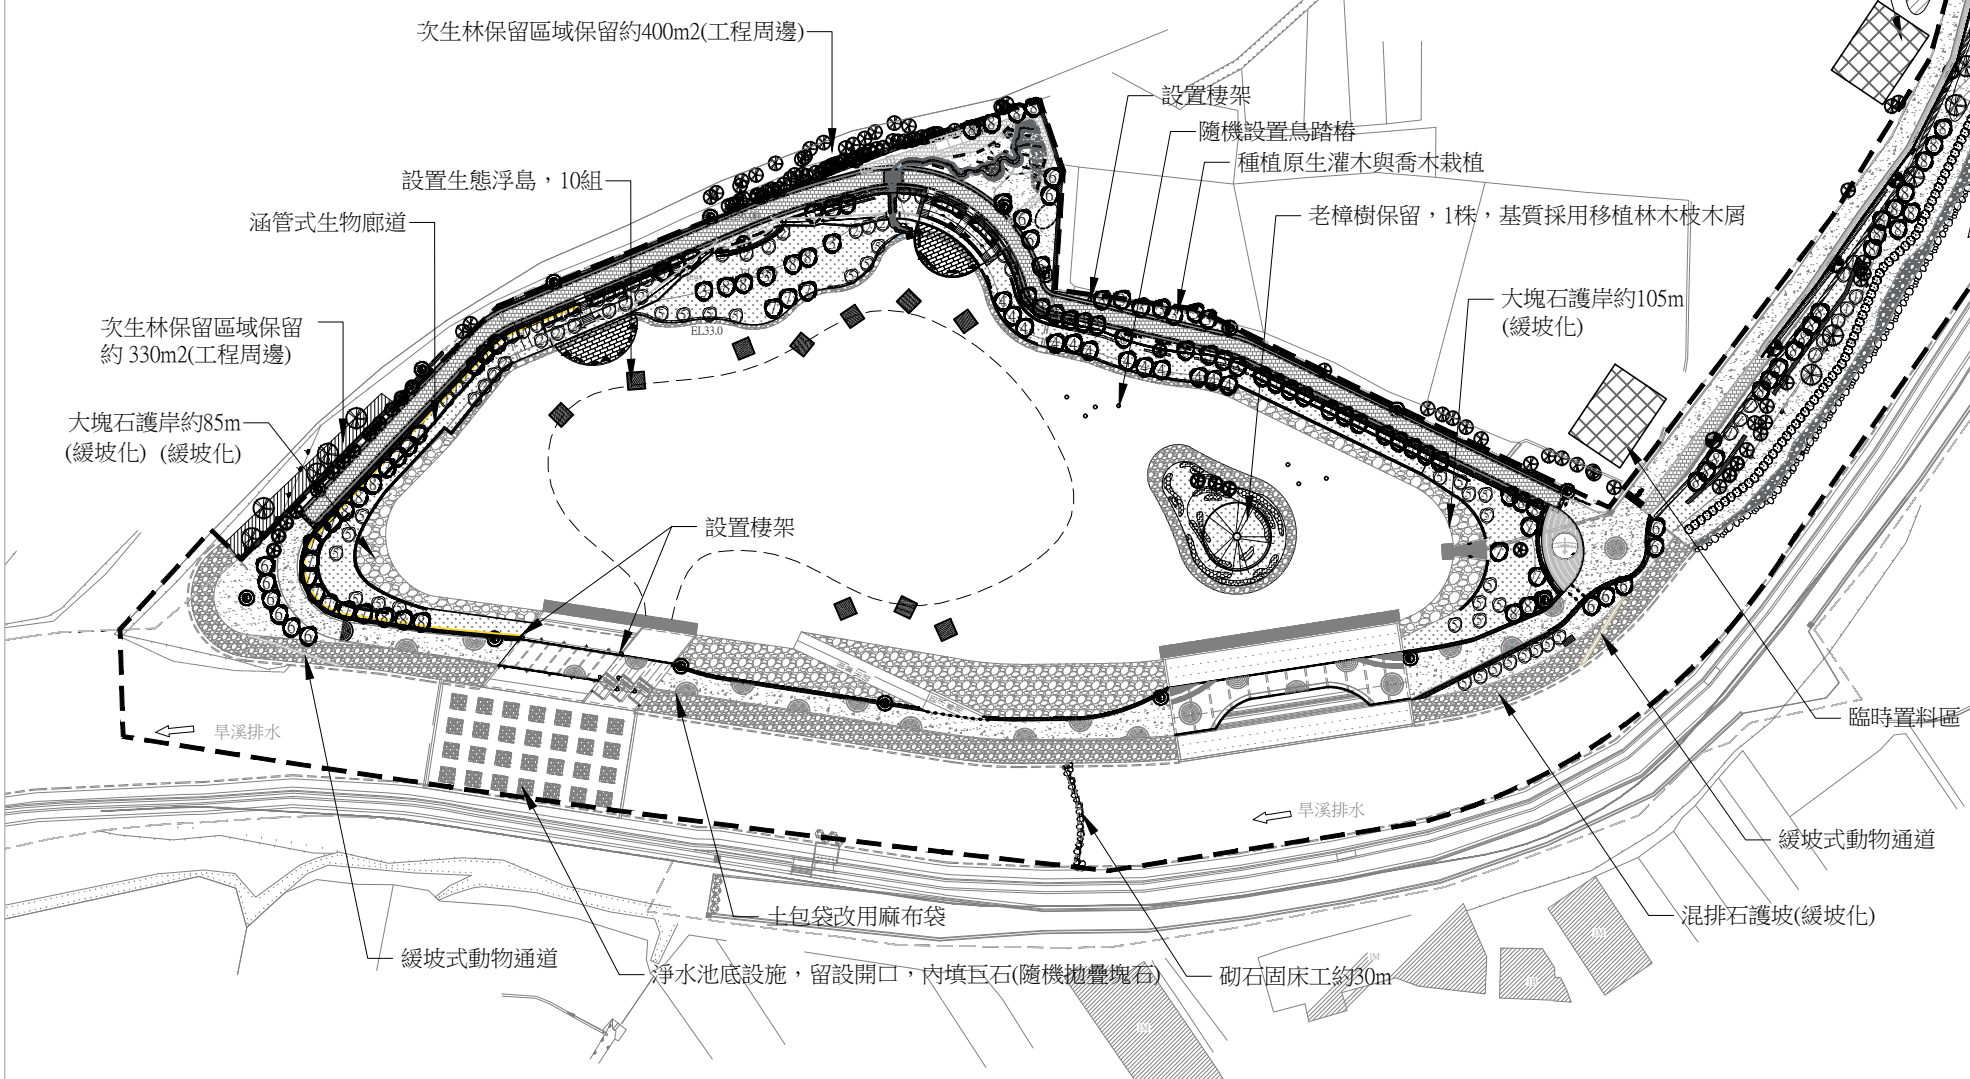 次生林保留區域保留約400m2(工程周邊)
設置棲架
隨機設置鳥踏樁
種植原生灌木與喬木栽植
設置生態浮島，10組
老樟樹保留，1株，基質採用移植林木枝木屑
涵管式生物廊道
大塊石護岸約105m
(緩坡化)
次生林保留區域保留
約 330m2(工程周邊)
EL33.0
大塊石護岸約85m
(緩坡化) (緩坡化)
設置棲架
臨時置料區
旱溪排水
旱溪排水
緩坡式動物通道
土包袋改用麻布袋
混排石護坡(緩坡化)
緩坡式動物通道
淨水池底設施，留設開口，內填巨石(隨機拋疊塊石)
砌石固床工約30m